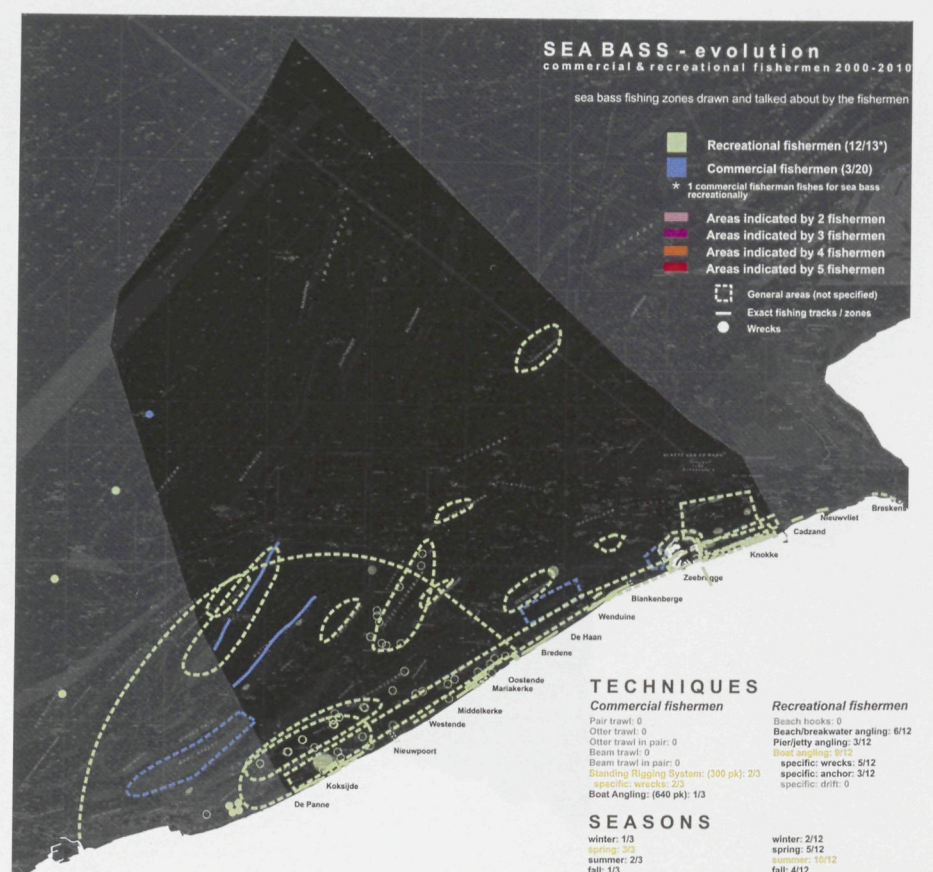 SEA BASS - evolution
commercial & recreational fishermen 2000-2010
sea bass fishing zones drawn and talked about by the fishermen
Recreational fishermen (12/13*)
Commercial fishermen (3/20)
* 1 commercial fisherman fishes for sea bass
recreationally
Areas indicated by 2 fishermen
Areas indicated by 3 fishermen
Areas indicated by 4 fishermen
Areas indicated by 5 fishermen
General areas (not specified)
Exact fishing tracks / zones
Wrecks
Breskens
Nieuwvliet
Cadzand
Knokke
Zeebrugge
Blankenberge
Wenduine
De Haan
Bredene
Oostende
Mariakerke
Middelkerke
Westende
Nieuwpoort
Koksijde
De Panne
TECHNIQUES
Commercial fishermen
Pair trawl: 0
Otter trawl: 0
Otter trawl in pair: 0
Beam trawl: 0
Beam trawl in pair: 0
Standing Rigging System: (300 pk): 2/3
specific: wrecks: 2/3
Boat Angling: (640 pk): 1/3
Recreational fishermen
Beach hooks: 0
Beach/breakwater angling: 6/12
Pier/jetty angling: 3/12
Boat angling: 9/12
specific: wrecks: 5/12
specific: anchor: 3/12
specific: drift: 0
SEASONS
winter: 1/3
spring: 3/3
summer: 2/3
fall: 1/3
winter: 2/12
spring: 5/12
summer: 10/12
fall: 4/12